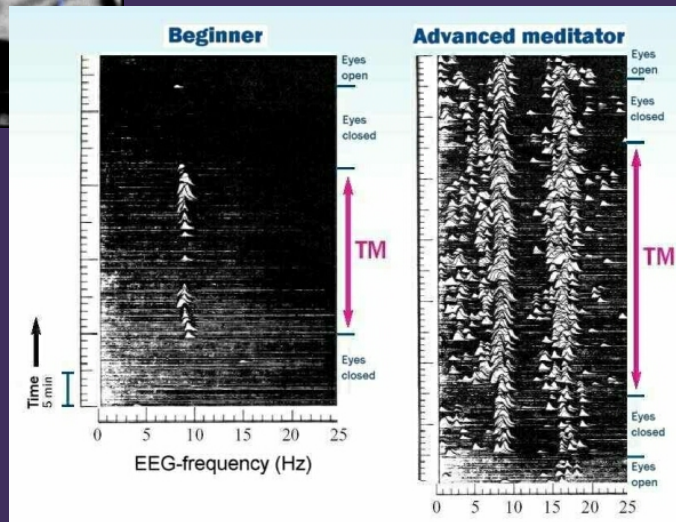 Beginner
Eyes
open
Eyes
closed
TM
Eyes
closed
Time
5 min
0 5 10 15 20 25
EEG-frequency (Hz)
Advanced meditator
Eyes
open
Eyes
closed
TM
Eyes
closed
Eyes
open
0 5 10 15 20 25